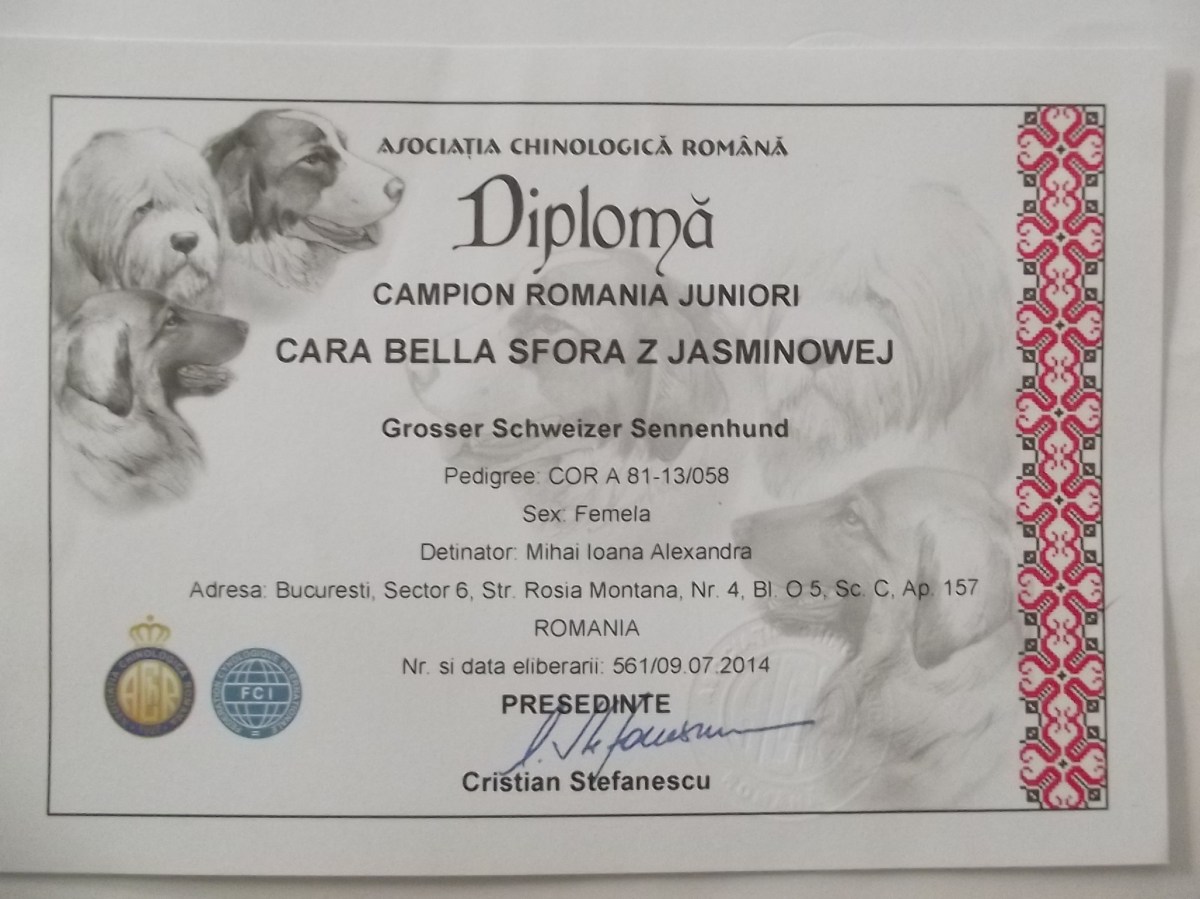 ASOCIAȚIA CHINOLOGICĂ ROMÂNĂ
Diplomă
CAMPION ROMANIA JUNIORI
CARA BELLA SFORA Z JASMINOWEJ
Grosser Schweizer Sennenhund
Pedigree: COR A 81-13/058
Sex: Femela
Detinator: Mihai Ioana Alexandra
Adresa: Bucuresti, Sector 6, Str. Rosia Montana, Nr. 4, Bl. O 5, Sc. C, Ap. 157
ROMANIA
Nr. si data eliberarii: 561/09.07.2014
PRESEDINTE
Cristian Stefanescu
ACR
FCI